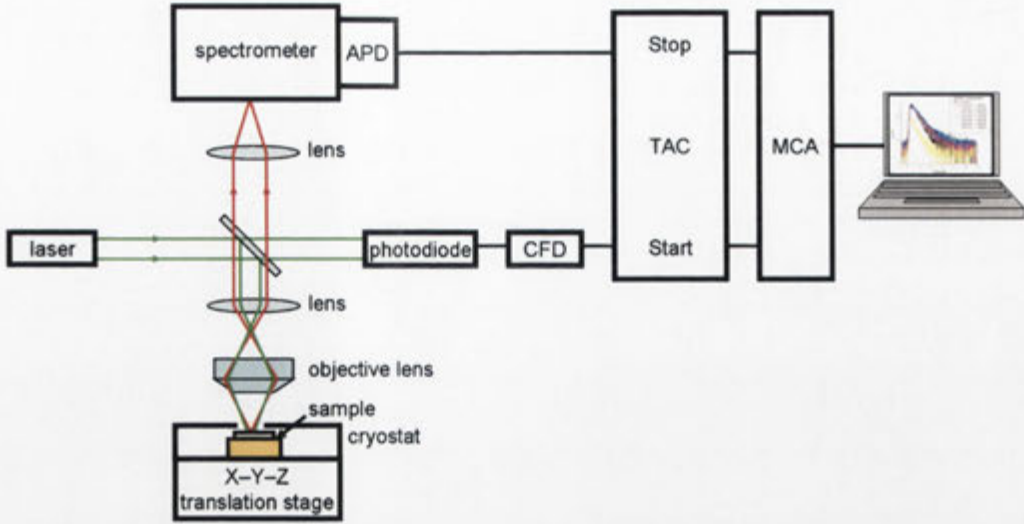 spectrometer
APD
Stop
lens
TAC
MCA
laser
photodiode
CFD
Start
lens
objective lens
sample
cryostat
X–Y–Z
translation stage